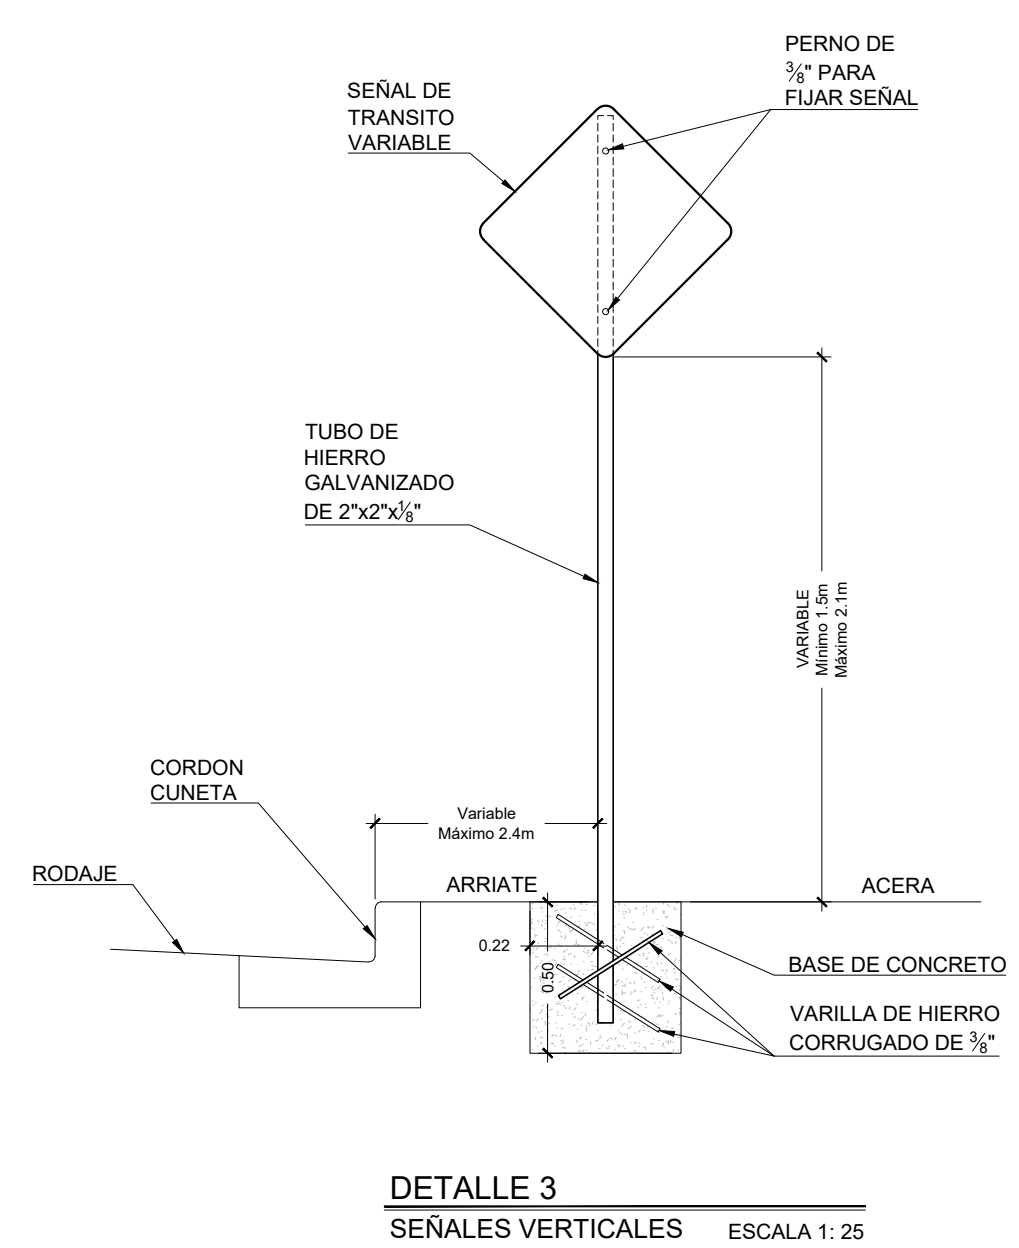 PERNO DE
⅜" PARA
FIJAR SEÑAL
SEÑAL DE
TRANSITO
VARIABLE
TUBO DE
HIERRO
GALVANIZADO
DE 2"x2"x⅛"
VARIABLE
Mínimo 1.5m
Máximo 2.1m
CORDON
CUNETA
Variable
Máximo 2.4m
RODAJE
ARRIATE
ACERA
0.22
0.50
BASE DE CONCRETO
VARILLA DE HIERRO
CORRUGADO DE ⅜"
DETALLE 3
SEÑALES VERTICALES ESCALA 1: 25